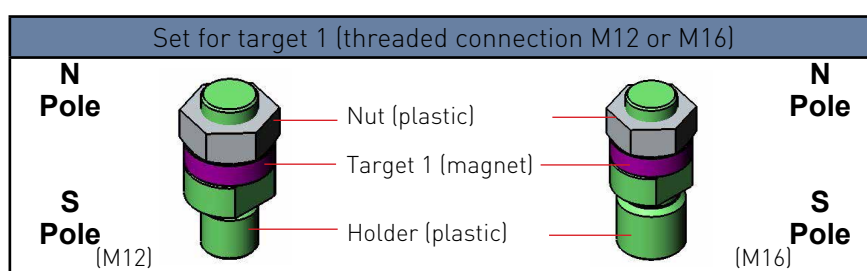 Set for target 1 (threaded connection M12 or M16)
N
Pole
N
Pole
Nut (plastic)
Target 1 (magnet)
S
Pole
S
Pole
Holder (plastic)
(M12)
(M16)